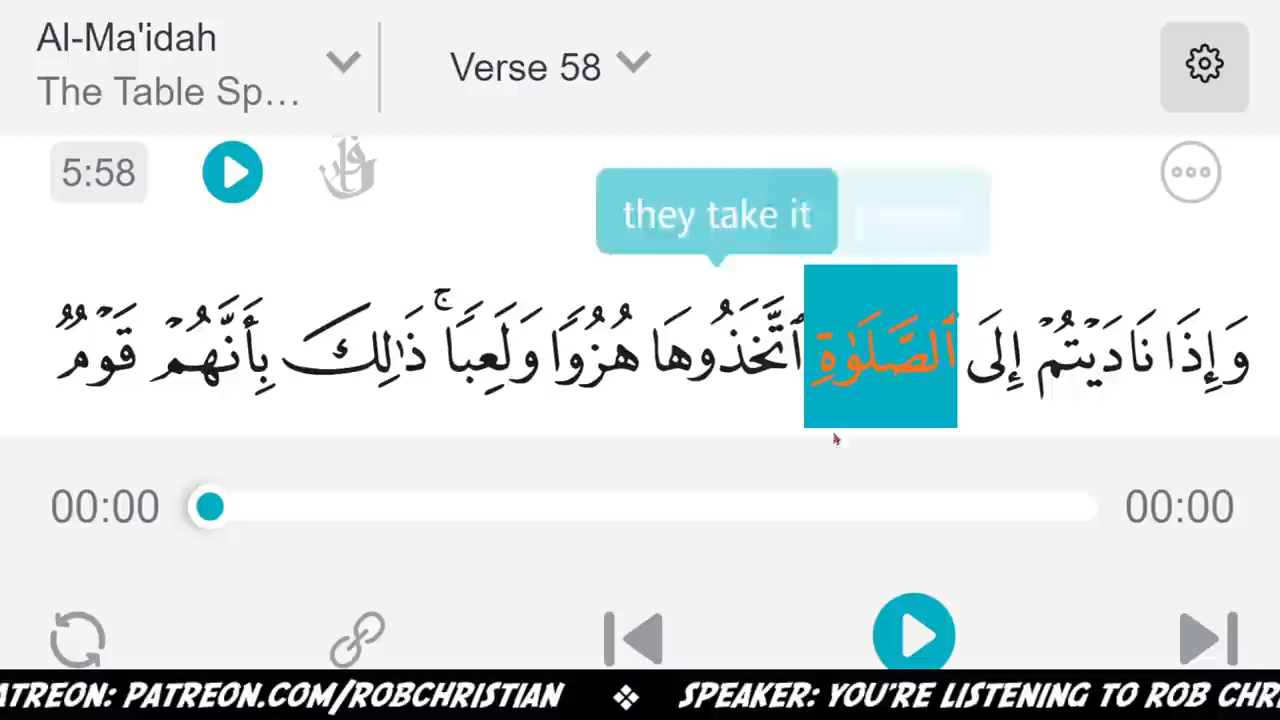 Al-Ma'idah
The Table Sp...
Verse 58
5:58
they take it
وَإِذَا نَادَيۡتُمۡ إِلَى ٱلصَّلَوٰةِ ٱتَّخَذُوهَا هُزُوًا وَلَعِبًا ۚ ذَٰلِكَ بِأَنَّهُمۡ قَوۡمٌ
00:00
00:00
ATREON: PATREON.COM/ROBCHRISTIAN ❖ SPEAKER: YOU'RE LISTENING TO ROB CHR